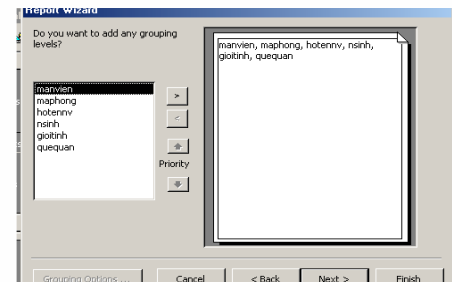 Report Wizard
Do you want to add any grouping
levels?
manvien
maphong
hotennv
nsinh
gioitinh
quequan
>
<
Priority
manvien, maphong, hotennv, nsinh,
gioitinh, quequan
Grouping Options ...
Cancel
< Back
Next >
Finish